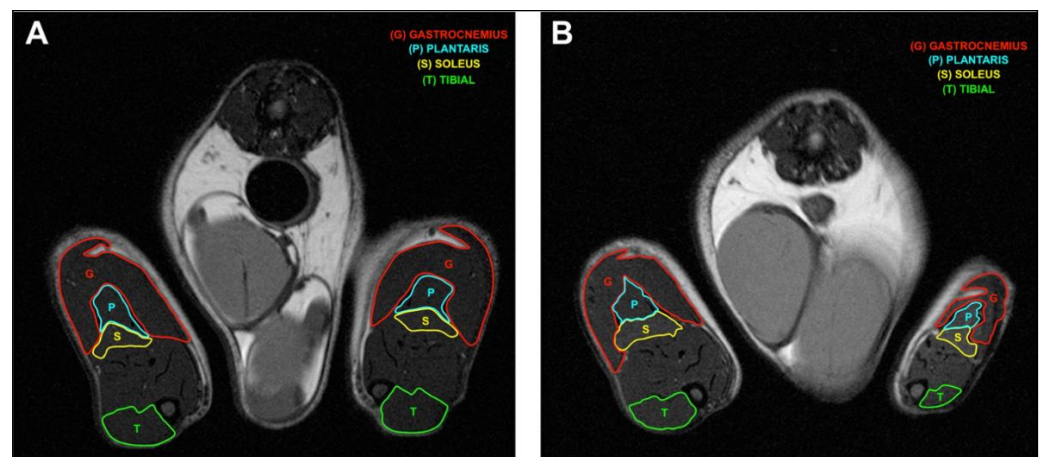 A
(G) GASTROCNEMIUS
(P) PLANTARIS
(S) SOLEUS
(T) TIBIAL
G
P
S
T
G
P
S
T
B
(G) GASTROCNEMIUS
(P) PLANTARIS
(S) SOLEUS
(T) TIBIAL
G
P
S
T
G
P
S
T